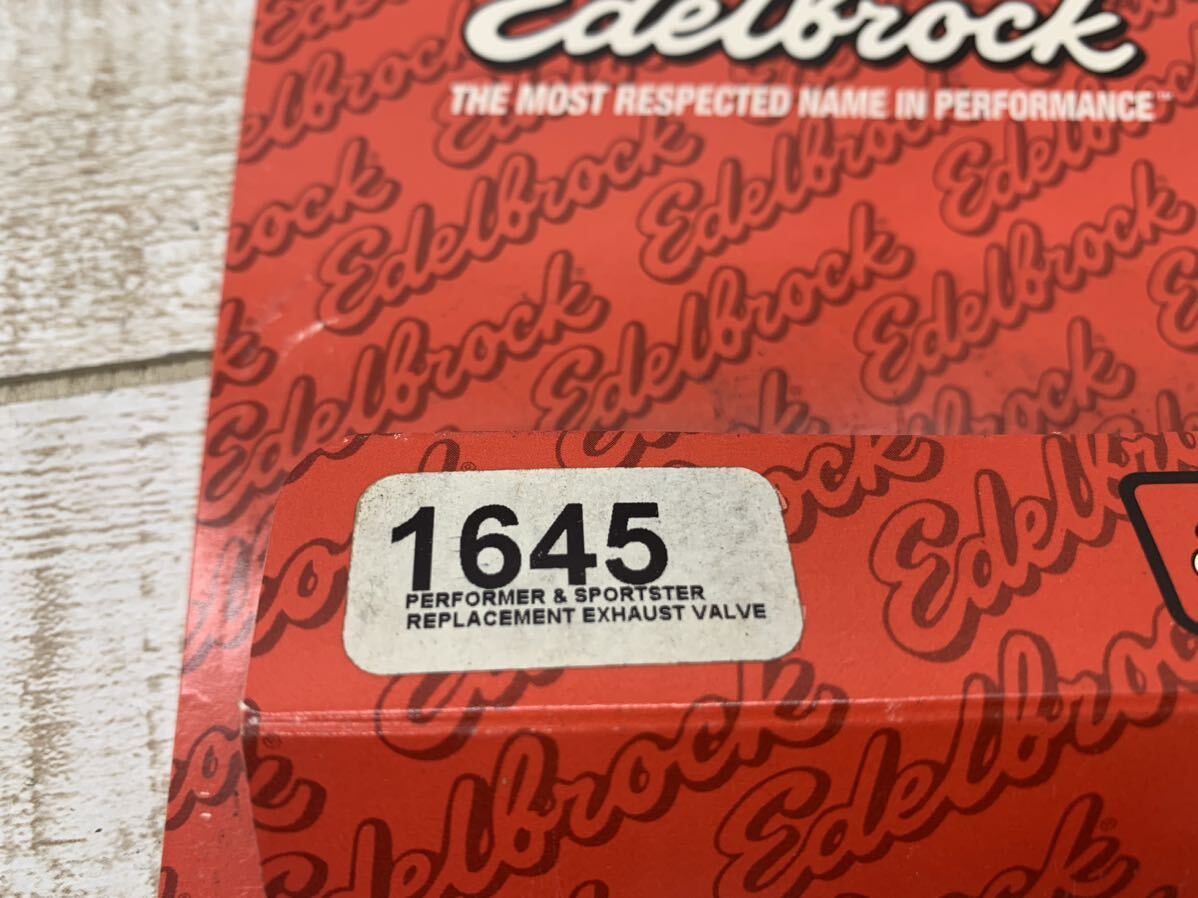 Edelbrock
THE MOST RESPECTED NAME IN PERFORMANCE™
1645
PERFORMER & SPORTSTER
REPLACEMENT EXHAUST VALVE